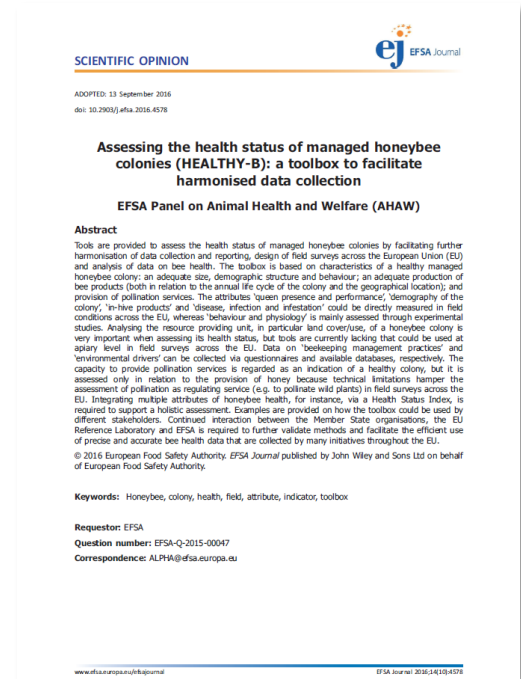 SCIENTIFIC OPINION
ej EFSA Journal
ADOPTED: 13 September 2016
doi: 10.2903/j.efsa.2016.4578
Assessing the health status of managed honeybee
colonies (HEALTHY-B): a toolbox to facilitate
harmonised data collection
EFSA Panel on Animal Health and Welfare (AHAW)
Abstract
Tools are provided to assess the health status of managed honeybee colonies by facilitating further
harmonisation of data collection and reporting, design of field surveys across the European Union (EU)
and analysis of data on bee health. The toolbox is based on characteristics of a healthy managed
honeybee colony: an adequate size, demographic structure and behaviour; an adequate production of
bee products (both in relation to the annual life cycle of the colony and the geographical location); and
provision of pollination services. The attributes 'queen presence and performance', 'demography of the
colony', 'in-hive products' and 'disease, infection and infestation' could be directly measured in field
conditions across the EU, whereas 'behaviour and physiology' is mainly assessed through experimental
studies. Analysing the resource providing unit, in particular land cover/use, of a honeybee colony is
very important when assessing its health status, but tools are currently lacking that could be used at
apiary level in field surveys across the EU. Data on 'beekeeping management practices' and
'environmental drivers' can be collected via questionnaires and available databases, respectively. The
capacity to provide pollination services is regarded as an indication of a healthy colony, but it is
assessed only in relation to the provision of honey because technical limitations hamper the
assessment of pollination as regulating service (e.g. to pollinate wild plants) in field surveys across the
EU. Integrating multiple attributes of honeybee health, for instance, via a Health Status Index, is
required to support a holistic assessment. Examples are provided on how the toolbox could be used by
different stakeholders. Continued interaction between the Member State organisations, the EU
Reference Laboratory and EFSA is required to further validate methods and facilitate the efficient use
of precise and accurate bee health data that are collected by many initiatives throughout the EU.
© 2016 European Food Safety Authority. EFSA Journal published by John Wiley and Sons Ltd on behalf
of European Food Safety Authority.
Keywords: Honeybee, colony, health, field, attribute, indicator, toolbox
Requestor: EFSA
Question number: EFSA-Q-2015-00047
Correspondence: ALPHA@efsa.europa.eu
www.efsa.europa.eu/efsajournal EFSA Journal 2016;14(10):4578